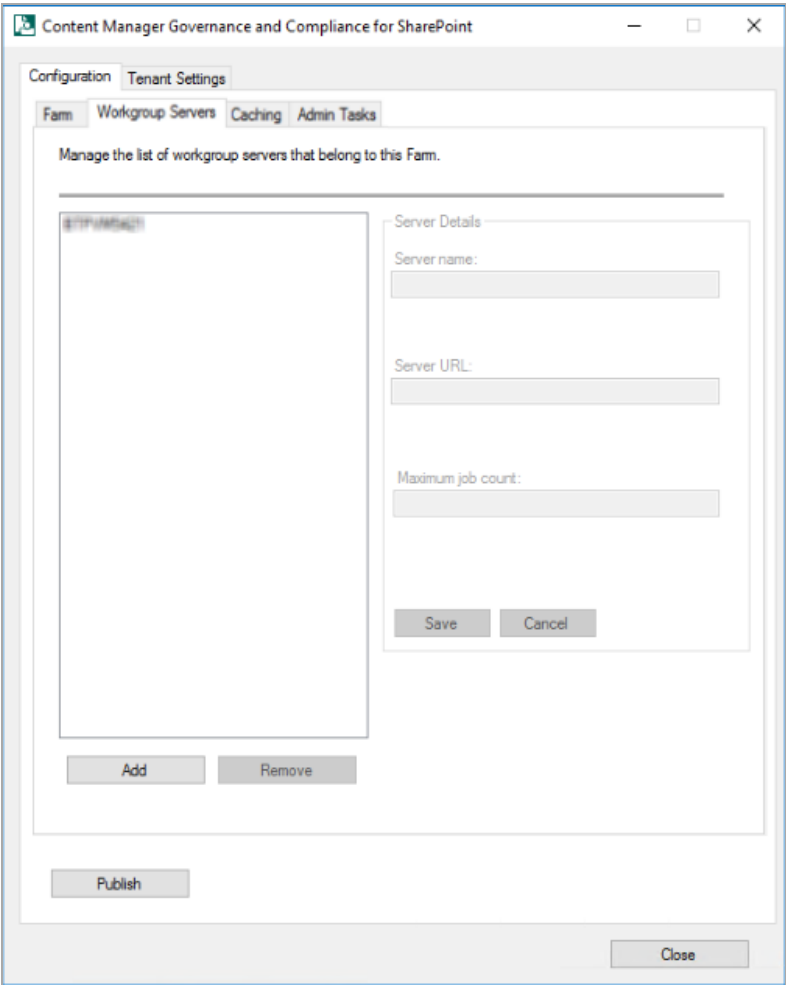 Content Manager Governance and Compliance for SharePoint
Configuration Tenant Settings
Farm Workgroup Servers Caching Admin Tasks
Manage the list of workgroup servers that belong to this Farm.
Server Details
Server name:
Server URL:
Maximum job count:
Save Cancel
Add Remove
Publish
Close